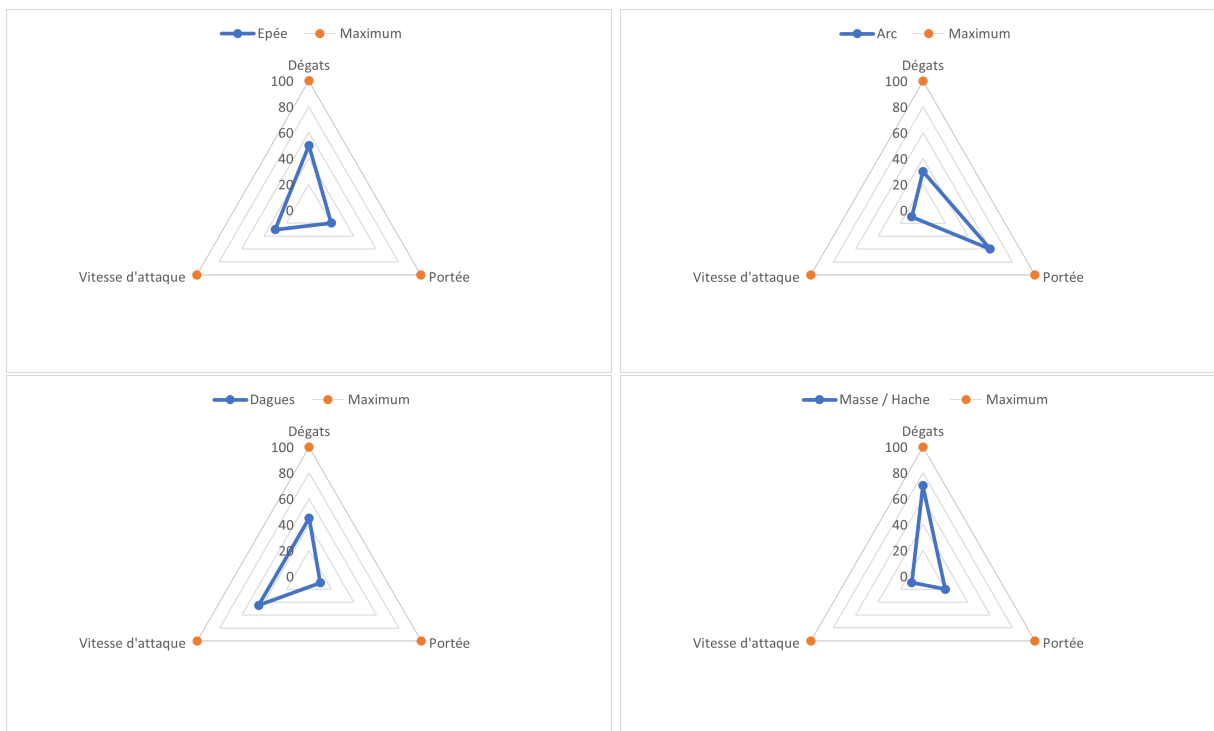 Epée Maximum
Dégats
100
80
60
40
20
0
Vitesse d'attaque Portée
Arc Maximum
Dégats
100
80
60
40
20
0
Vitesse d'attaque Portée
Dagues Maximum
Dégats
100
80
60
40
20
0
Vitesse d'attaque Portée
Masse / Hache Maximum
Dégats
100
80
60
40
20
0
Vitesse d'attaque Portée